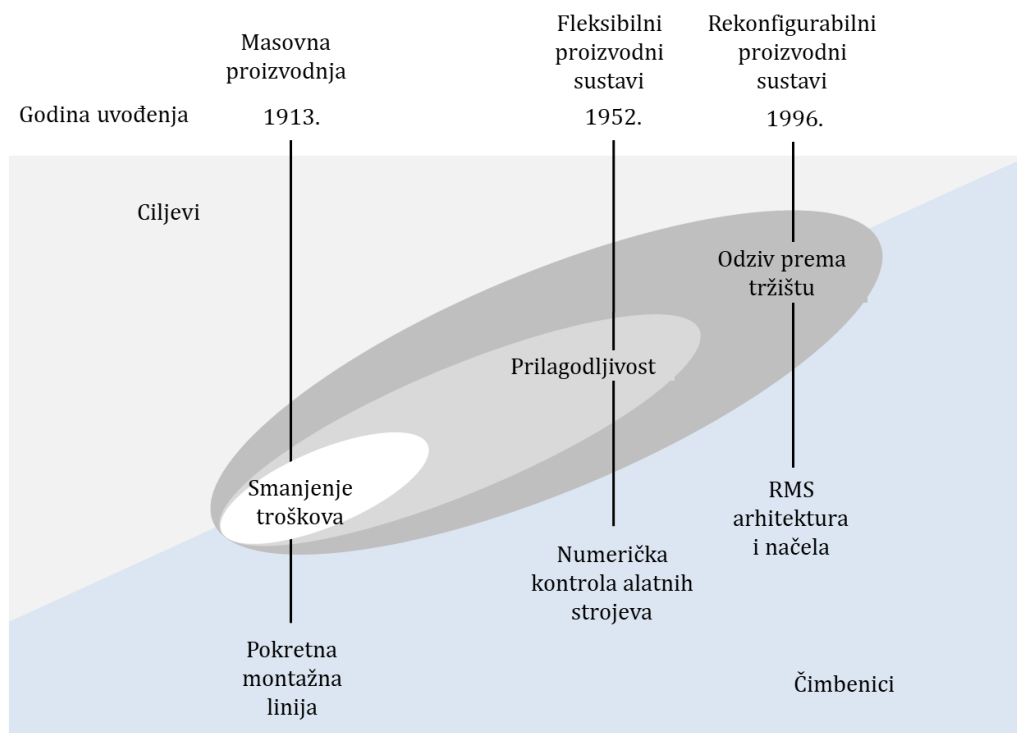 Masovna
proizvodnja
Fleksibilni
proizvodni
sustavi
Rekonfigurabilni
proizvodni
sustavi
Godina uvođenja
1913.
1952.
1996.
Ciljevi
Odziv prema
tržištu
Prilagodljivost
Smanjenje
troškova
RMS
arhitektura
i načela
Numerička
kontrola alatnih
strojeva
Pokretna
montažna
linija
Čimbenici